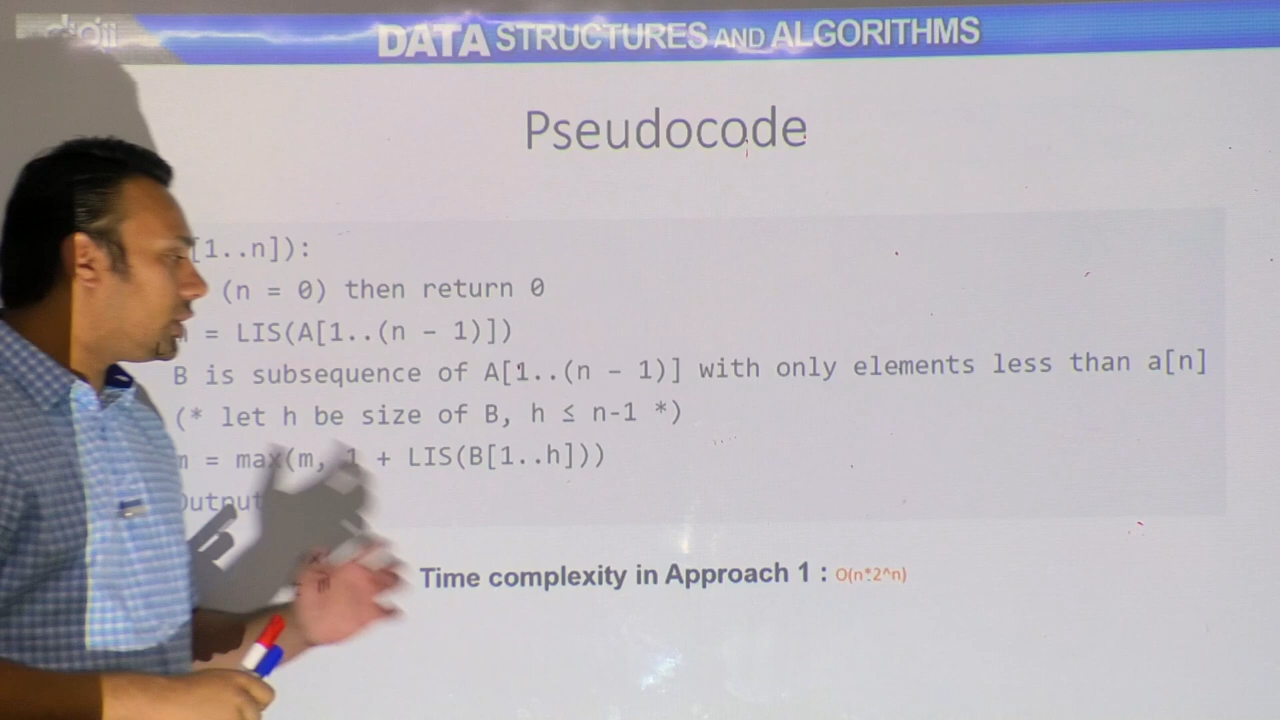 DATA STRUCTURES AND ALGORITHMS
Pseudocode
[1..n]):
(n = 0) then return 0
= LIS(A[1..(n - 1)])
B is subsequence of A[1..(n - 1)] with only elements less than a[n]
(* let h be size of B, h ≤ n-1 *)
m = max(m, 1 + LIS(B[1..h]))
Output
Time complexity in Approach 1 : O(n*2^n)